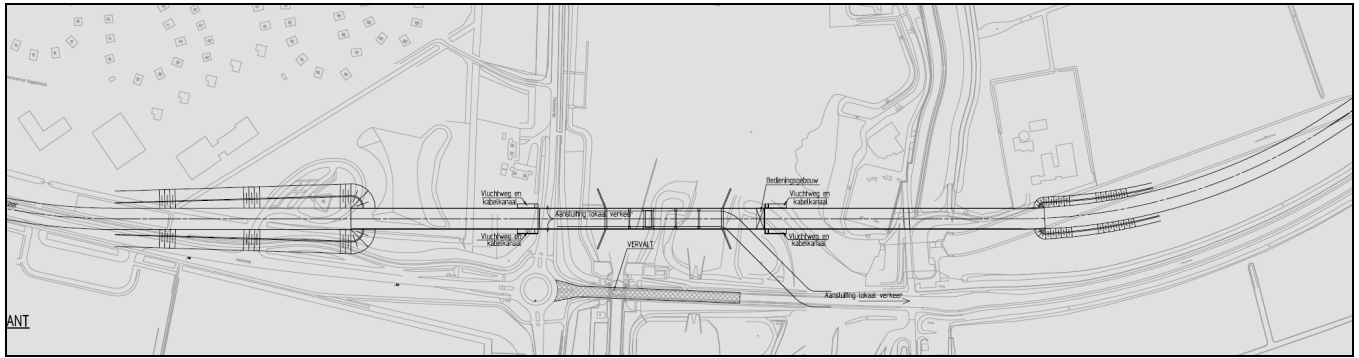 Bedieningsgebouw
Vluchtweg en
kabelkanaal
Vluchtweg en
kabelkanaal
Aansluiting lokaal verkeer
Vluchtweg en
kabelkanaal
VERVALT
Vluchtweg en
kabelkanaal
Aansluiting lokaal verkeer
ANT